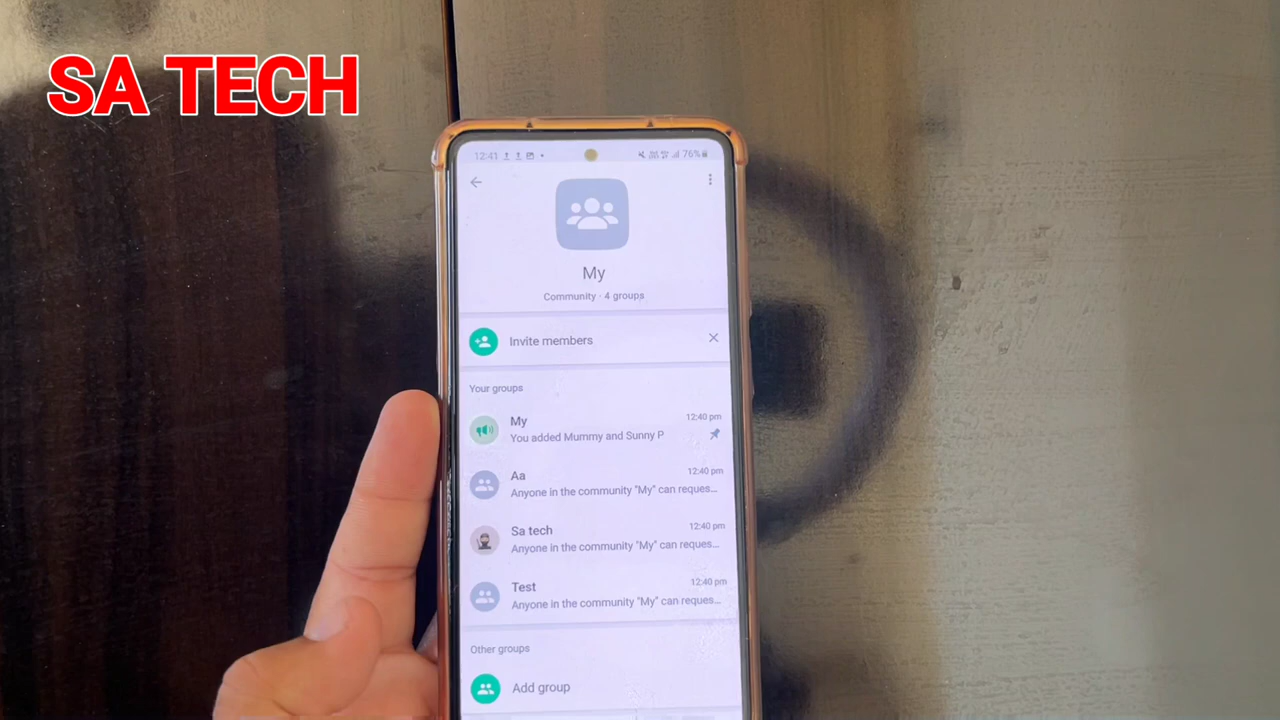 SA TECH
12:41
76%
My
Community · 4 groups
Invite members
Your groups
My
12:40 pm
You added Mummy and Sunny P
Aa
12:40 pm
Anyone in the community "My" can reques...
Sa tech
12:40 pm
Anyone in the community "My" can reques...
Test
12:40 pm
Anyone in the community "My" can reques...
Other groups
Add group